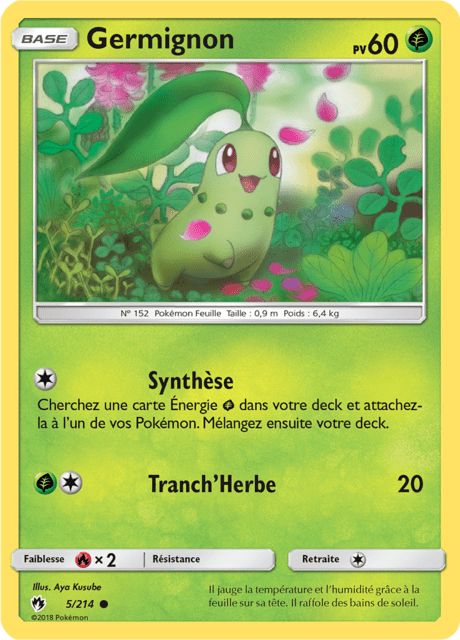 BASE Germignon PV60
Nº 152 Pokémon Feuille Taille : 0,9 m Poids : 6,4 kg
Synthèse
Cherchez une carte Énergie dans votre deck et attachez-
la à l'un de vos Pokémon. Mélangez ensuite votre deck.
Tranch'Herbe 20
Faiblesse ×2 Résistance Retraite
Illus. Aya Kusube
5/214
©2018 Pokémon
Il jauge la température et l'humidité grâce à la
feuille sur sa tête. Il raffole des bains de soleil.